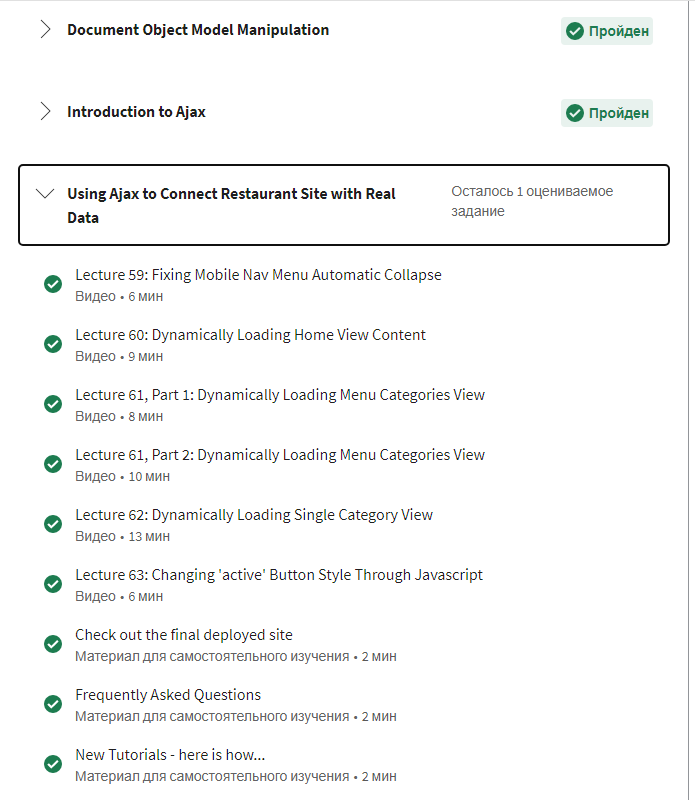 Document Object Model Manipulation
Пройден
Introduction to Ajax
Пройден
Using Ajax to Connect Restaurant Site with Real
Data
Осталось 1 оцениваемое
задание
Lecture 59: Fixing Mobile Nav Menu Automatic Collapse
Видео • 6 мин
Lecture 60: Dynamically Loading Home View Content
Видео • 9 мин
Lecture 61, Part 1: Dynamically Loading Menu Categories View
Видео • 8 мин
Lecture 61, Part 2: Dynamically Loading Menu Categories View
Видео • 10 мин
Lecture 62: Dynamically Loading Single Category View
Видео • 13 мин
Lecture 63: Changing 'active' Button Style Through Javascript
Видео • 6 мин
Check out the final deployed site
Материал для самостоятельного изучения • 2 мин
Frequently Asked Questions
Материал для самостоятельного изучения • 2 мин
New Tutorials - here is how...
Материал для самостоятельного изучения • 2 мин